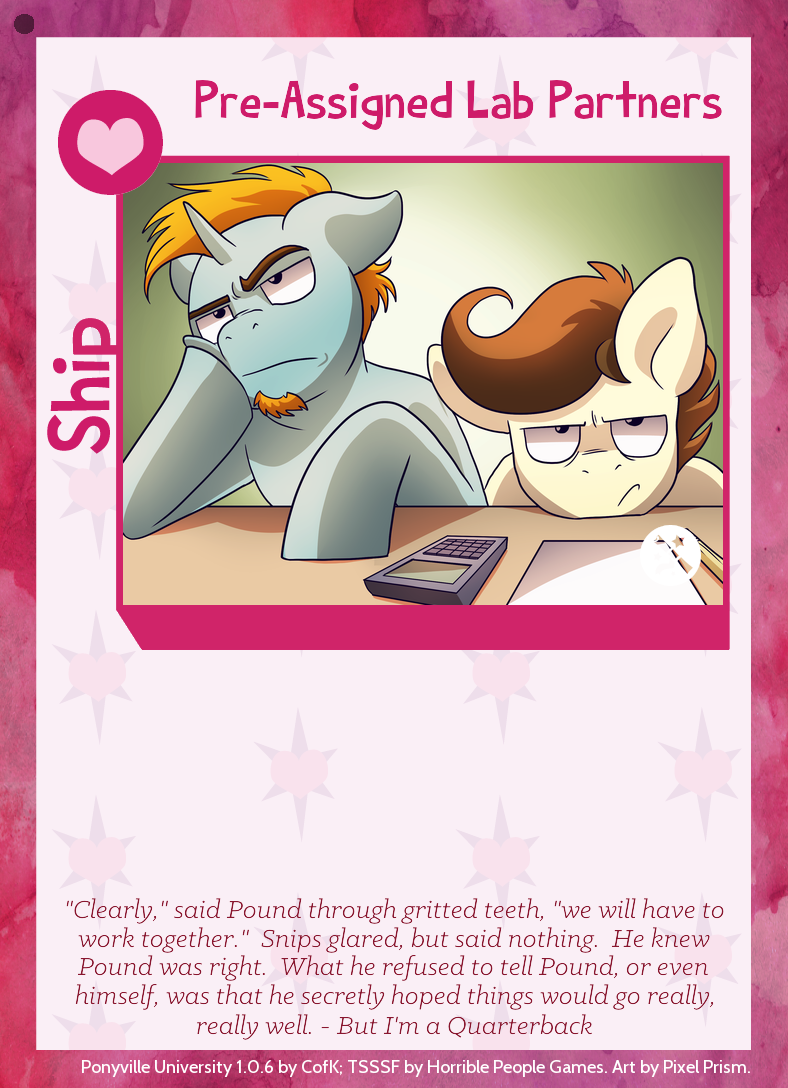 Pre-Assigned Lab Partners
Ship
"Clearly," said Pound through gritted teeth, "we will have to
work together."  Snips glared, but said nothing.  He knew
Pound was right.  What he refused to tell Pound, or even
himself, was that he secretly hoped things would go really,
really well. - But I'm a Quarterback
Ponyville University 1.0.6 by CofK; TSSSF by Horrible People Games. Art by Pixel Prism.